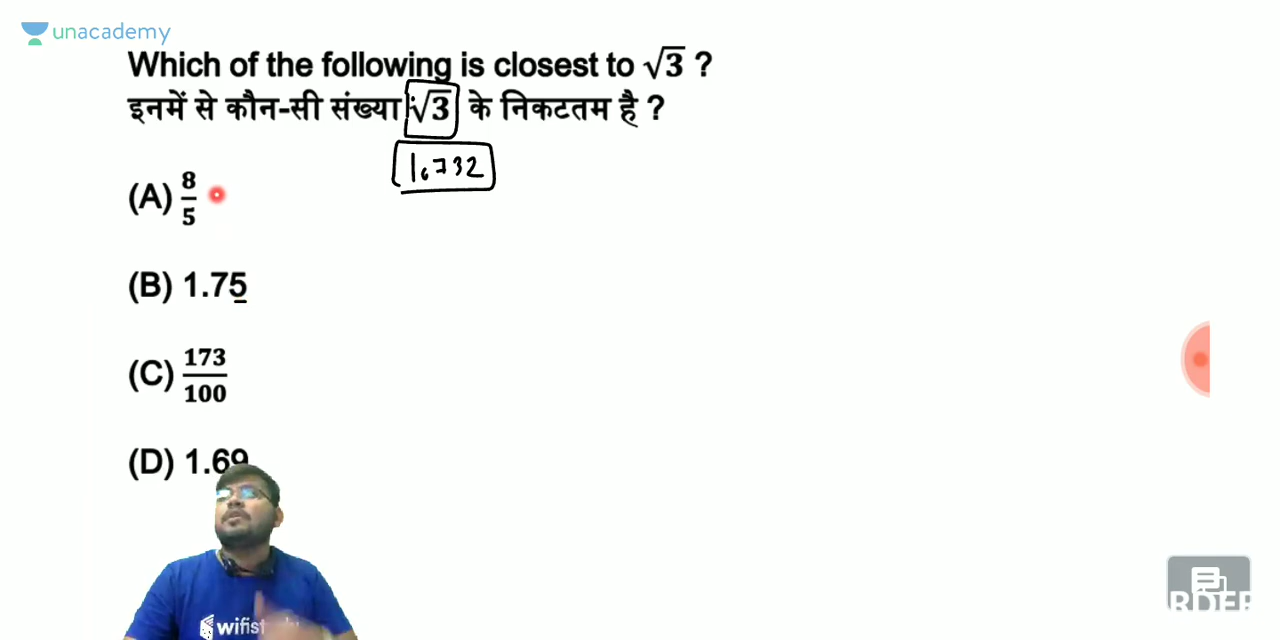 unacademy
Which of the following is closest to √3 ?
इनमें से कौन-सी संख्या √3 के निकटतम है ?
1.732
(A) 8/5
(B) 1.75
(C) 173/100
(D) 1.69
wifist